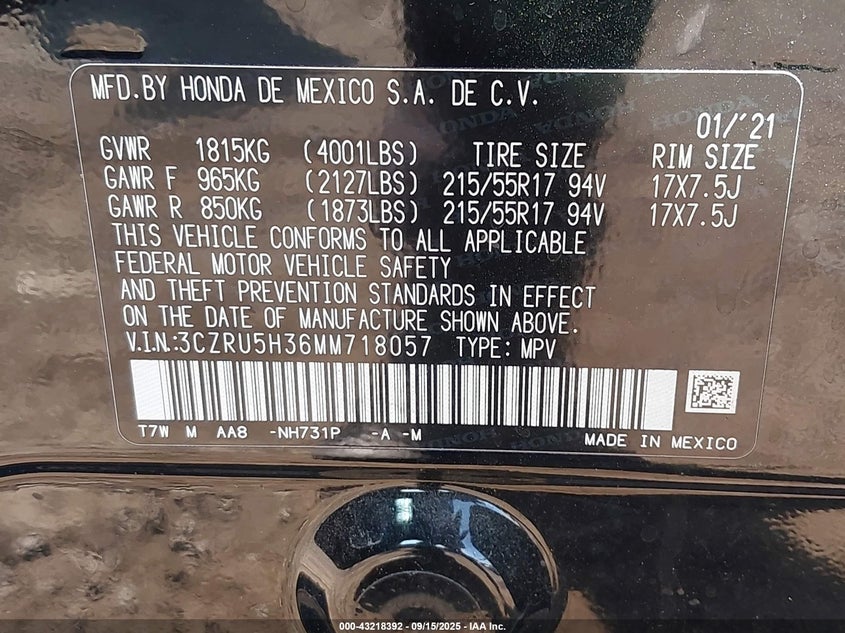 MFD.BY HONDA DE MEXICO S.A. DE C.V.
01/'21
GVWR 1815KG (4001LBS) TIRE SIZE RIM SIZE
GAWR F 965KG (2127LBS) 215/55R17 94V 17X7.5J
GAWR R 850KG (1873LBS) 215/55R17 94V 17X7.5J
THIS VEHICLE CONFORMS TO ALL APPLICABLE
FEDERAL MOTOR VEHICLE SAFETY
AND THEFT PREVENTION STANDARDS IN EFFECT
ON THE DATE OF MANUFACTURE SHOWN ABOVE.
V.I.N.:3CZRU5H36MM718057 TYPE: MPV
T7W M AA8 -NH731P -A -M MADE IN MEXICO
000-43218392 - 09/15/2025 - IAA Inc.